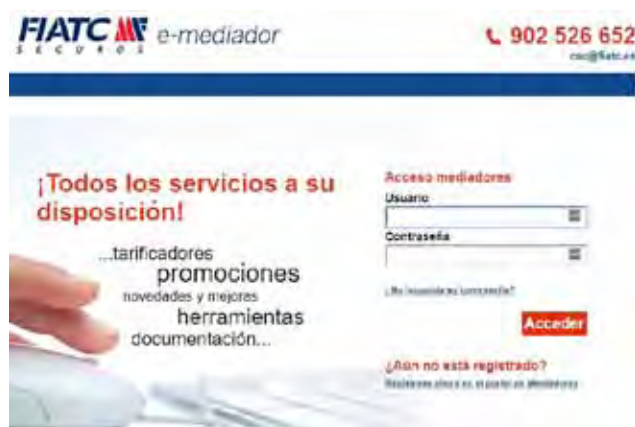 FIATC SEGUROS e-mediador
902 526 652
¡Todos los servicios a su
disposición!
...tarificadores
promociones
novedades y mejoras
herramientas
documentación...
Acceso mediadores
Usuario
Contraseña
Acceder
¿Aún no está registrado?